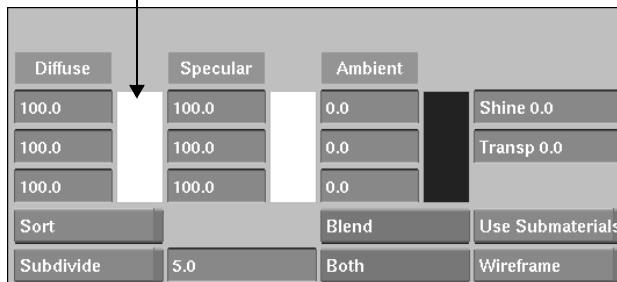 Diffuse Specular Ambient
100.0 100.0 0.0 Shine 0.0
100.0 100.0 0.0 Transp 0.0
100.0 100.0 0.0
Sort Blend Use Submaterials
Subdivide 5.0 Both Wireframe